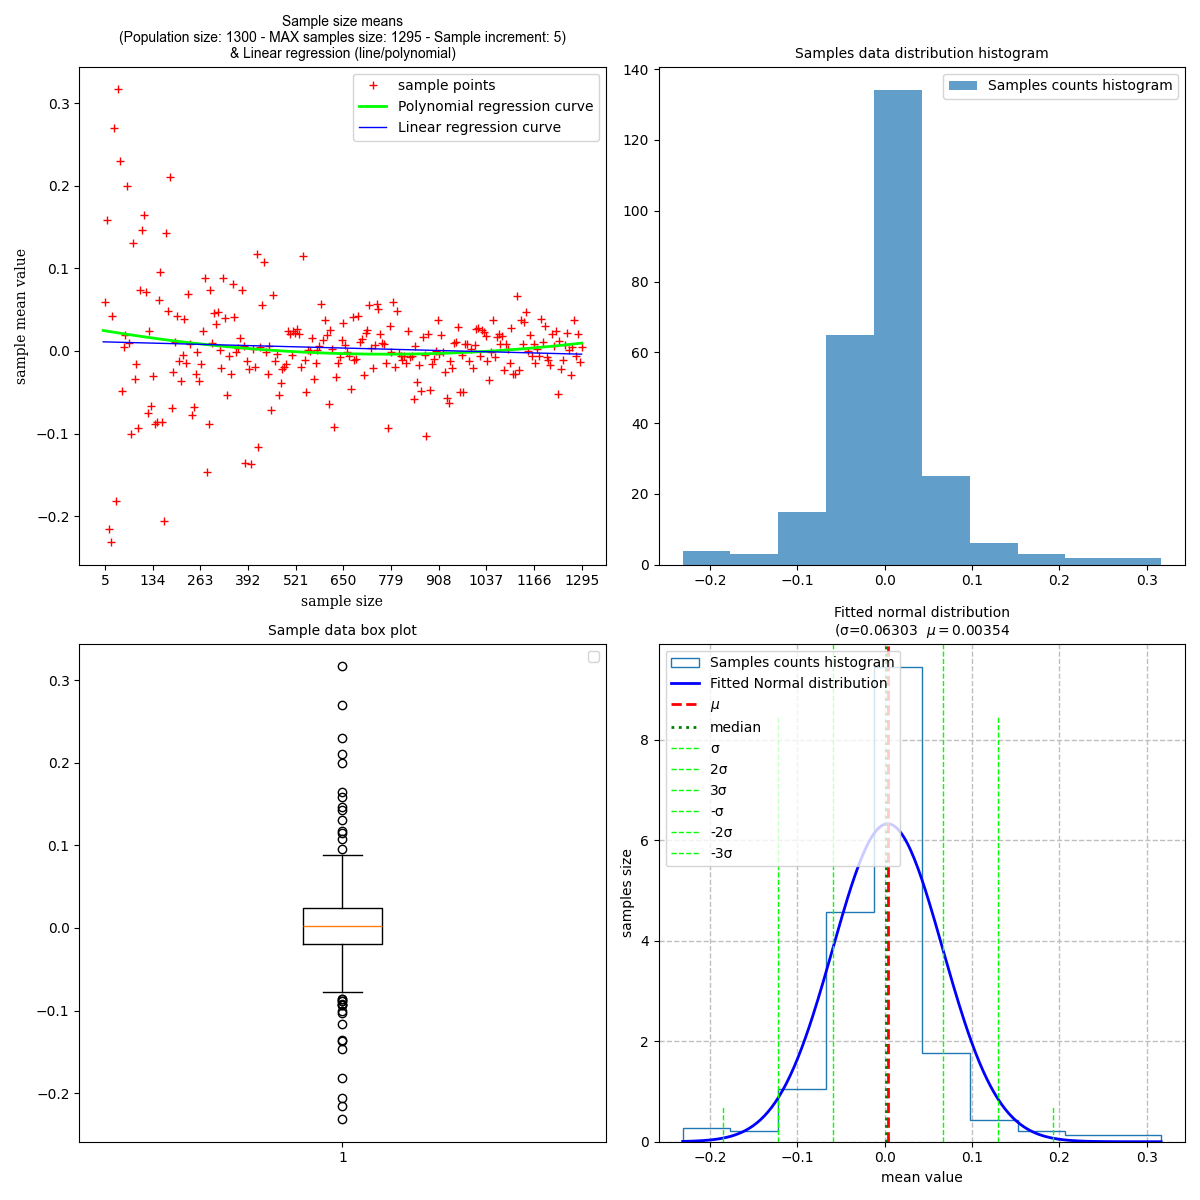 Sample size means
(Population size: 1300 - MAX samples size: 1295 - Sample increment: 5)
& Linear regression (line/polynomial)
sample points
Polynomial regression curve
Linear regression curve
0.3
0.2
0.1
0.0
−0.1
−0.2
sample mean value
5 134 263 392 521 650 779 908 1037 1166 1295
sample size
Samples data distribution histogram
Samples counts histogram
140
120
100
80
60
40
20
0
−0.2 −0.1 0.0 0.1 0.2 0.3
Sample data box plot
0.3
0.2
0.1
0.0
−0.1
−0.2
1
Fitted normal distribution
(σ=0.06303 μ = 0.00354
Samples counts histogram
Fitted Normal distribution
μ
median
σ
2σ
3σ
-σ
-2σ
-3σ
8
6
4
2
0
samples size
−0.2 −0.1 0.0 0.1 0.2 0.3
mean value